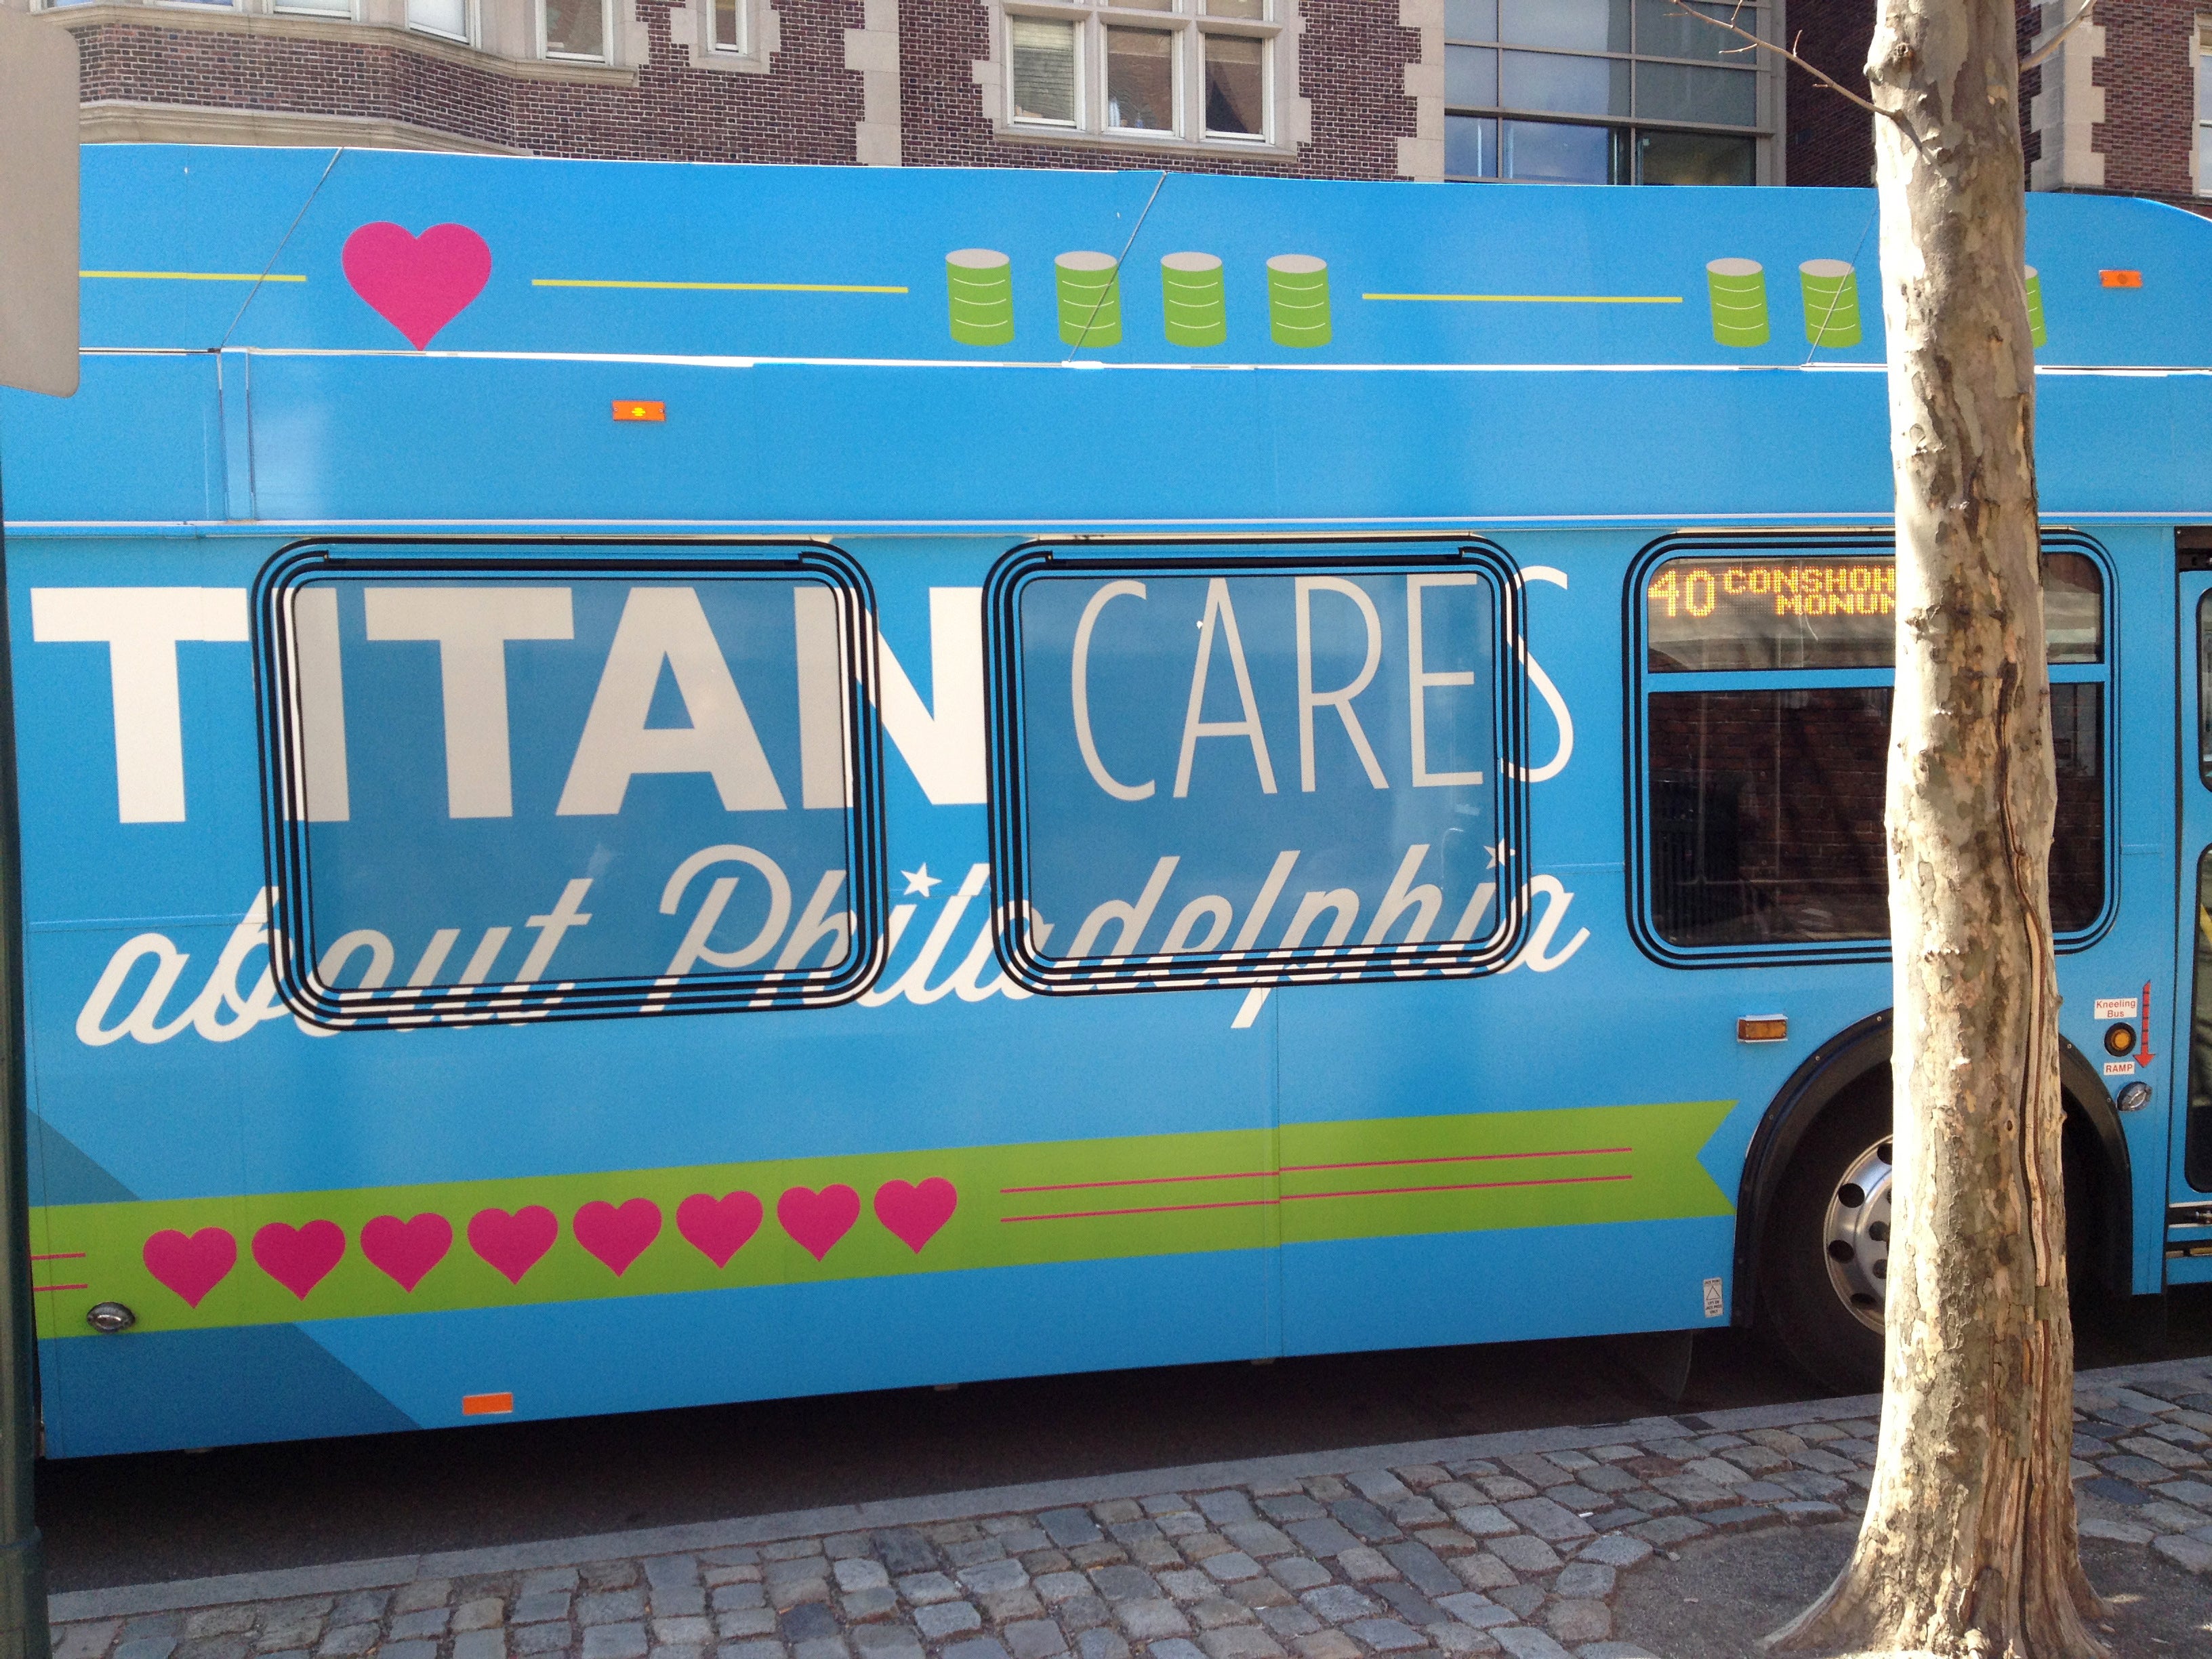 TITAN CARES
about Philadelphia
40 CONSHOH
MONUM
Kneeling
Bus
RAMP